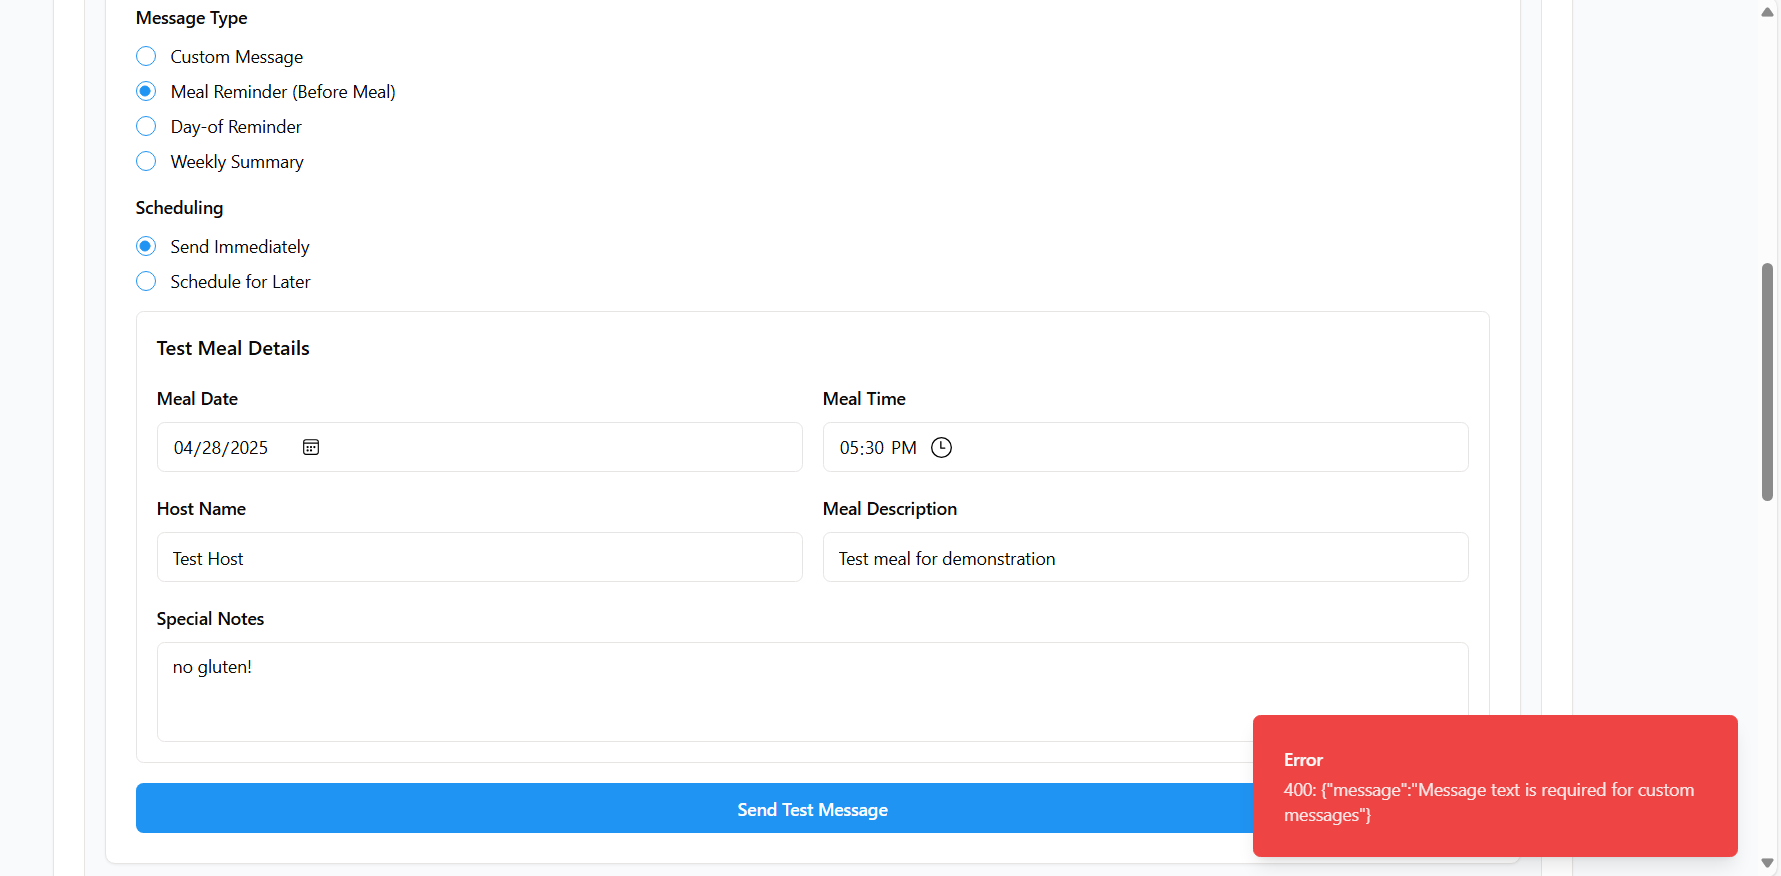 Message Type
Custom Message
Meal Reminder (Before Meal)
Day-of Reminder
Weekly Summary
Scheduling
Send Immediately
Schedule for Later
Test Meal Details
Meal Date
Meal Time
04/28/2025
05:30 PM
Host Name
Meal Description
Test Host
Test meal for demonstration
Special Notes
no gluten!
Send Test Message
Error
400: {"message":"Message text is required for custom
messages"}